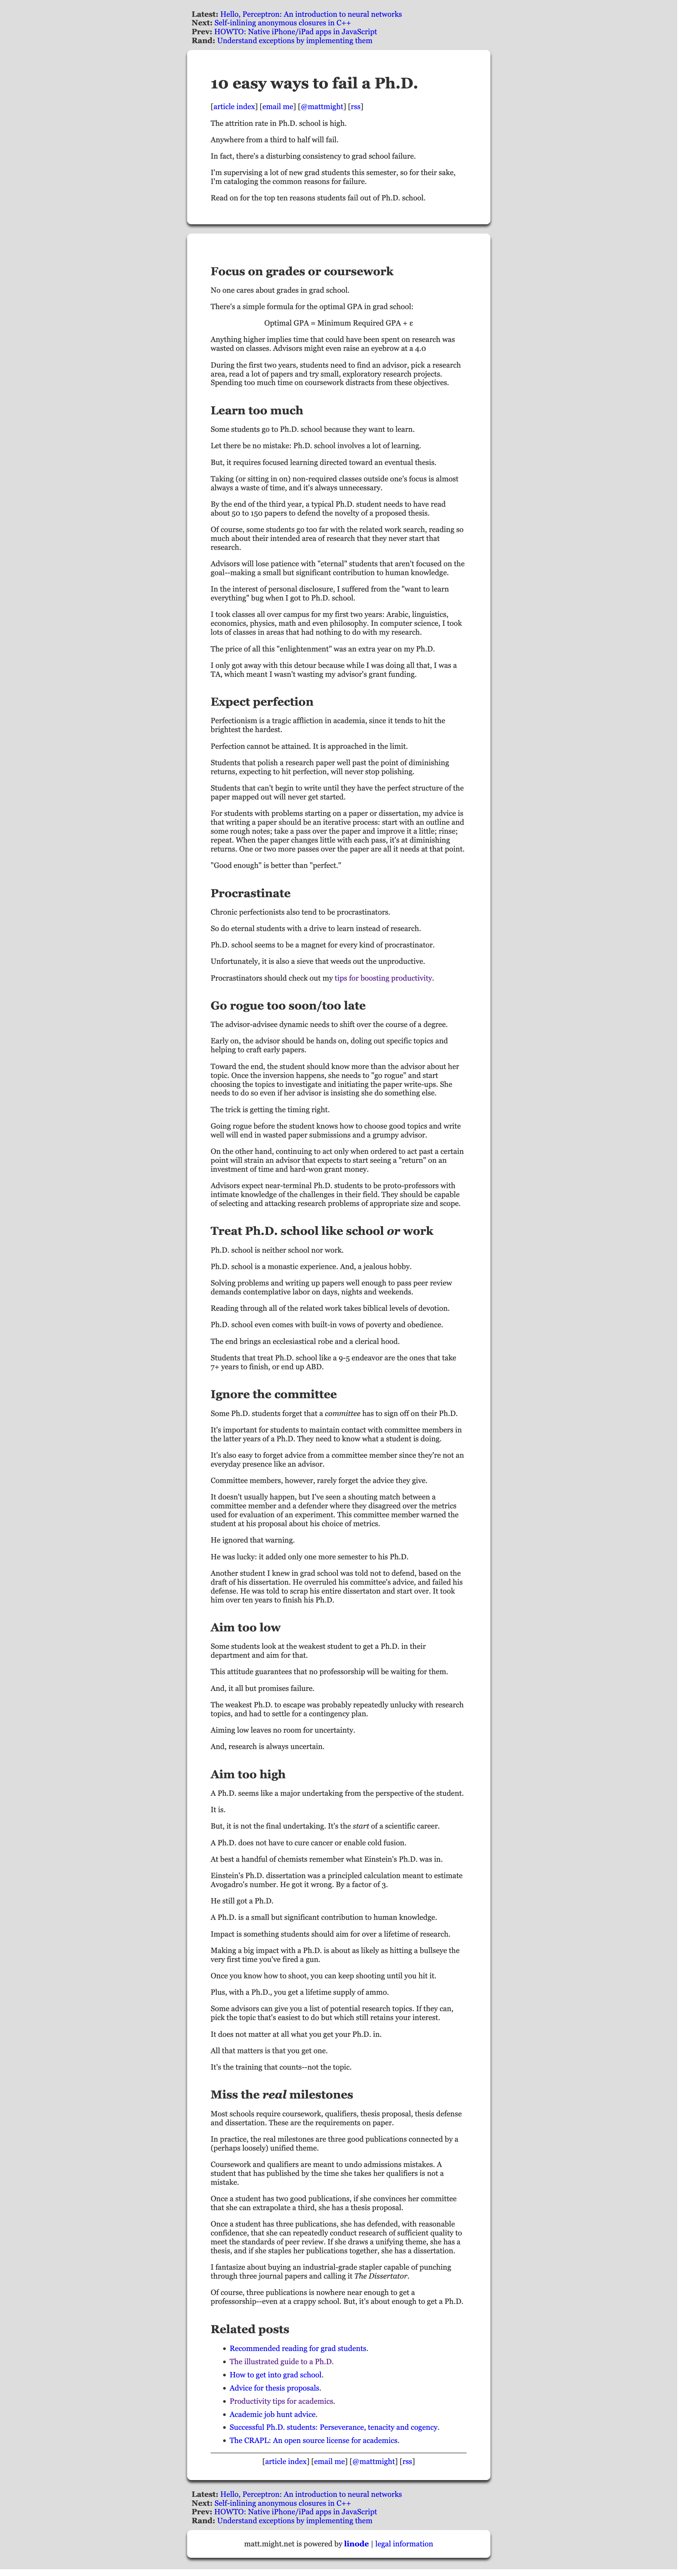 Latest: Hello, Perceptron: An introduction to neural networks
Next: Self-inlining anonymous closures in C++
Prev: HOWTO: Native iPhone/iPad apps in JavaScript
Rand: Understand exceptions by implementing them
10 easy ways to fail a Ph.D.
[article index] [email me] [@mattmight] [rss]
The attrition rate in Ph.D. school is high.
Anywhere from a third to half will fail.
In fact, there's a disturbing consistency to grad school failure.
I'm supervising a lot of new grad students this semester, so for their sake,
I'm cataloging the common reasons for failure.
Read on for the top ten reasons students fail out of Ph.D. school.
Focus on grades or coursework
No one cares about grades in grad school.
There's a simple formula for the optimal GPA in grad school:
Optimal GPA = Minimum Required GPA + ε
Anything higher implies time that could have been spent on research was
wasted on classes. Advisors might even raise an eyebrow at a 4.0
During the first two years, students need to find an advisor, pick a research
area, read a lot of papers and try small, exploratory research projects.
Spending too much time on coursework distracts from these objectives.
Learn too much
Some students go to Ph.D. school because they want to learn.
Let there be no mistake: Ph.D. school involves a lot of learning.
But, it requires focused learning directed toward an eventual thesis.
Taking (or sitting in on) non-required classes outside one's focus is almost
always a waste of time, and it's always unnecessary.
By the end of the third year, a typical Ph.D. student needs to have read
about 50 to 150 papers to defend the novelty of a proposed thesis.
Of course, some students go too far with the related work search, reading so
much about their intended area of research that they never start that
research.
Advisors will lose patience with "eternal" students that aren't focused on the
goal--making a small but significant contribution to human knowledge.
In the interest of personal disclosure, I suffered from the "want to learn
everything" bug when I got to Ph.D. school.
I took classes all over campus for my first two years: Arabic, linguistics,
economics, physics, math and even philosophy. In computer science, I took
lots of classes in areas that had nothing to do with my research.
The price of all this "enlightenment" was an extra year on my Ph.D.
I only got away with this detour because while I was doing all that, I was a
TA, which meant I wasn't wasting my advisor's grant funding.
Expect perfection
Perfectionism is a tragic affliction in academia, since it tends to hit the
brightest the hardest.
Perfection cannot be attained. It is approached in the limit.
Students that polish a research paper well past the point of diminishing
returns, expecting to hit perfection, will never stop polishing.
Students that can't begin to write until they have the perfect structure of the
paper mapped out will never get started.
For students with problems starting on a paper or dissertation, my advice is
that writing a paper should be an iterative process: start with an outline and
some rough notes; take a pass over the paper and improve it a little; rinse;
repeat. When the paper changes little with each pass, it's at diminishing
returns. One or two more passes over the paper are all it needs at that point.
"Good enough" is better than "perfect."
Procrastinate
Chronic perfectionists also tend to be procrastinators.
So do eternal students with a drive to learn instead of research.
Ph.D. school seems to be a magnet for every kind of procrastinator.
Unfortunately, it is also a sieve that weeds out the unproductive.
Procrastinators should check out my tips for boosting productivity.
Go rogue too soon/too late
The advisor-advisee dynamic needs to shift over the course of a degree.
Early on, the advisor should be hands on, doling out specific topics and
helping to craft early papers.
Toward the end, the student should know more than the advisor about her
topic. Once the inversion happens, she needs to "go rogue" and start
choosing the topics to investigate and initiating the paper write-ups. She
needs to do so even if her advisor is insisting she do something else.
The trick is getting the timing right.
Going rogue before the student knows how to choose good topics and write
well will end in wasted paper submissions and a grumpy advisor.
On the other hand, continuing to act only when ordered to act past a certain
point will strain an advisor that expects to start seeing a "return" on an
investment of time and hard-won grant money.
Advisors expect near-terminal Ph.D. students to be proto-professors with
intimate knowledge of the challenges in their field. They should be capable
of selecting and attacking research problems of appropriate size and scope.
Treat Ph.D. school like school or work
Ph.D. school is neither school nor work.
Ph.D. school is a monastic experience. And, a jealous hobby.
Solving problems and writing up papers well enough to pass peer review
demands contemplative labor on days, nights and weekends.
Reading through all of the related work takes biblical levels of devotion.
Ph.D. school even comes with built-in vows of poverty and obedience.
The end brings an ecclesiastical robe and a clerical hood.
Students that treat Ph.D. school like a 9-5 endeavor are the ones that take
7+ years to finish, or end up ABD.
Ignore the committee
Some Ph.D. students forget that a committee has to sign off on their Ph.D.
It's important for students to maintain contact with committee members in
the latter years of a Ph.D. They need to know what a student is doing.
It's also easy to forget advice from a committee member since they're not an
everyday presence like an advisor.
Committee members, however, rarely forget the advice they give.
It doesn't usually happen, but I've seen a shouting match between a
committee member and a defender where they disagreed over the metrics
used for evaluation of an experiment. This committee member warned the
student at his proposal about his choice of metrics.
He ignored that warning.
He was lucky: it added only one more semester to his Ph.D.
Another student I knew in grad school was told not to defend, based on the
draft of his dissertation. He overruled his committee's advice, and failed his
defense. He was told to scrap his entire dissertaton and start over. It took
him over ten years to finish his Ph.D.
Aim too low
Some students look at the weakest student to get a Ph.D. in their
department and aim for that.
This attitude guarantees that no professorship will be waiting for them.
And, it all but promises failure.
The weakest Ph.D. to escape was probably repeatedly unlucky with research
topics, and had to settle for a contingency plan.
Aiming low leaves no room for uncertainty.
And, research is always uncertain.
Aim too high
A Ph.D. seems like a major undertaking from the perspective of the student.
It is.
But, it is not the final undertaking. It's the start of a scientific career.
A Ph.D. does not have to cure cancer or enable cold fusion.
At best a handful of chemists remember what Einstein's Ph.D. was in.
Einstein's Ph.D. dissertation was a principled calculation meant to estimate
Avogadro's number. He got it wrong. By a factor of 3.
He still got a Ph.D.
A Ph.D. is a small but significant contribution to human knowledge.
Impact is something students should aim for over a lifetime of research.
Making a big impact with a Ph.D. is about as likely as hitting a bullseye the
very first time you've fired a gun.
Once you know how to shoot, you can keep shooting until you hit it.
Plus, with a Ph.D., you get a lifetime supply of ammo.
Some advisors can give you a list of potential research topics. If they can,
pick the topic that's easiest to do but which still retains your interest.
It does not matter at all what you get your Ph.D. in.
All that matters is that you get one.
It's the training that counts--not the topic.
Miss the real milestones
Most schools require coursework, qualifiers, thesis proposal, thesis defense
and dissertation. These are the requirements on paper.
In practice, the real milestones are three good publications connected by a
(perhaps loosely) unified theme.
Coursework and qualifiers are meant to undo admissions mistakes. A
student that has published by the time she takes her qualifiers is not a
mistake.
Once a student has two good publications, if she convinces her committee
that she can extrapolate a third, she has a thesis proposal.
Once a student has three publications, she has defended, with reasonable
confidence, that she can repeatedly conduct research of sufficient quality to
meet the standards of peer review. If she draws a unifying theme, she has a
thesis, and if she staples her publications together, she has a dissertation.
I fantasize about buying an industrial-grade stapler capable of punching
through three journal papers and calling it The Dissertator.
Of course, three publications is nowhere near enough to get a
professorship--even at a crappy school. But, it's about enough to get a Ph.D.
Related posts
• Recommended reading for grad students.
• The illustrated guide to a Ph.D.
• How to get into grad school.
• Advice for thesis proposals.
• Productivity tips for academics.
• Academic job hunt advice.
• Successful Ph.D. students: Perseverance, tenacity and cogency.
• The CRAPL: An open source license for academics.
[article index] [email me] [@mattmight] [rss]
Latest: Hello, Perceptron: An introduction to neural networks
Next: Self-inlining anonymous closures in C++
Prev: HOWTO: Native iPhone/iPad apps in JavaScript
Rand: Understand exceptions by implementing them
matt.might.net is powered by linode | legal information